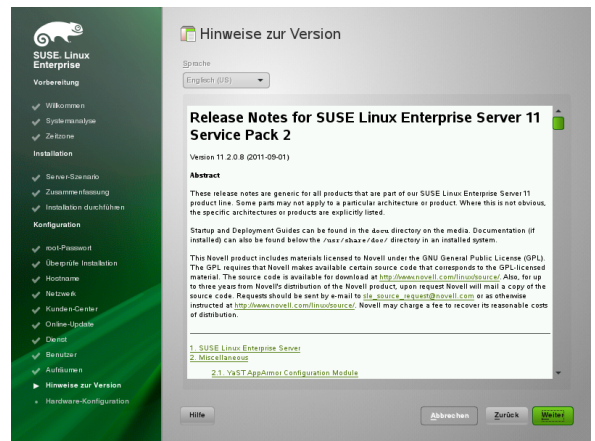 SUSE. Linux
Enterprise
Vorbereitung
Willkommen
Systemanalyse
Zeitzone
Installation
Server-Szenario
Zusammenfassung
Installation durchführen
Konfiguration
root-Passwort
Überprüfe Installation
Hostname
Netzwerk
Kunden-Center
Online-Update
Dienst
Benutzer
Aufräumen
Hinweise zur Version
Hardware-Konfiguration
Hinweise zur Version
Sprache
Englisch (US)
Release Notes for SUSE Linux Enterprise Server 11
Service Pack 2
Version 11.2.0.8 (2011-09-01)
Abstract
These release notes are generic for all products that are part of our SUSE Linux Enterprise Server 11
product line. Some parts may not apply to a particular architecture or product. Where this is not obvious,
the specific architectures or products are explicitly listed.
Startup and Deployment Guides can be found in the docu directory on the media. Documentation (if
installed) can also be found below the /usr/share/doc/ directory in an installed system.
This Novell product includes materials licensed to Novell under the GNU General Public License (GPL).
The GPL requires that Novell makes available certain source code that corresponds to the GPL-licensed
material. The source code is available for download at http://www.novell.com/linux/source/. Also, for up
to three years from Novell's distribution of the Novell product, upon request Novell will mail a copy of the
source code. Requests should be sent by e-mail to sle_source_request@novell.com or as otherwise
instructed at http://www.novell.com/linux/source/. Novell may charge a fee to recover its reasonable costs
of distribution.
1. SUSE Linux Enterprise Server
2. Miscellaneous
2.1. YaST AppArmor Configuration Module
Hilfe
Abbrechen
Zurück
Weiter